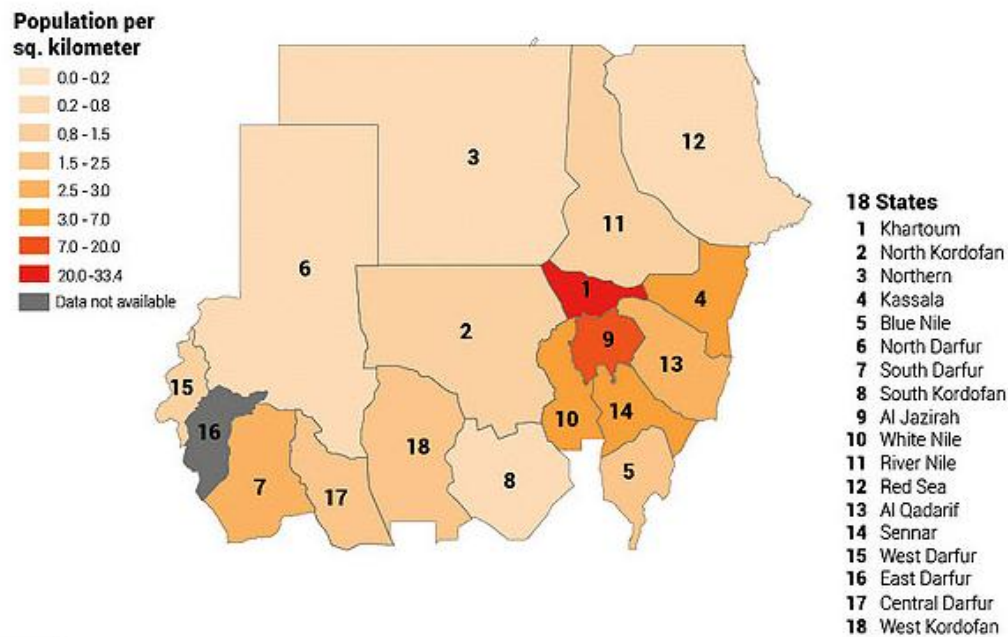 Population per
sq. kilometer
0.0 - 0.2
0.2 - 0.8
0.8 - 1.5
1.5 - 2.5
2.5 - 3.0
3.0 - 7.0
7.0 - 20.0
20.0-33.4
Data not available
12
3
11
6
1
4
2
9
13
15
10
14
16
18
5
7
17
8
18 States
1 Khartoum
2 North Kordofan
3 Northern
4 Kassala
5 Blue Nile
6 North Darfur
7 South Darfur
8 South Kordofan
9 Al Jazirah
10 White Nile
11 River Nile
12 Red Sea
13 Al Qadarif
14 Sennar
15 West Darfur
16 East Darfur
17 Central Darfur
18 West Kordofan